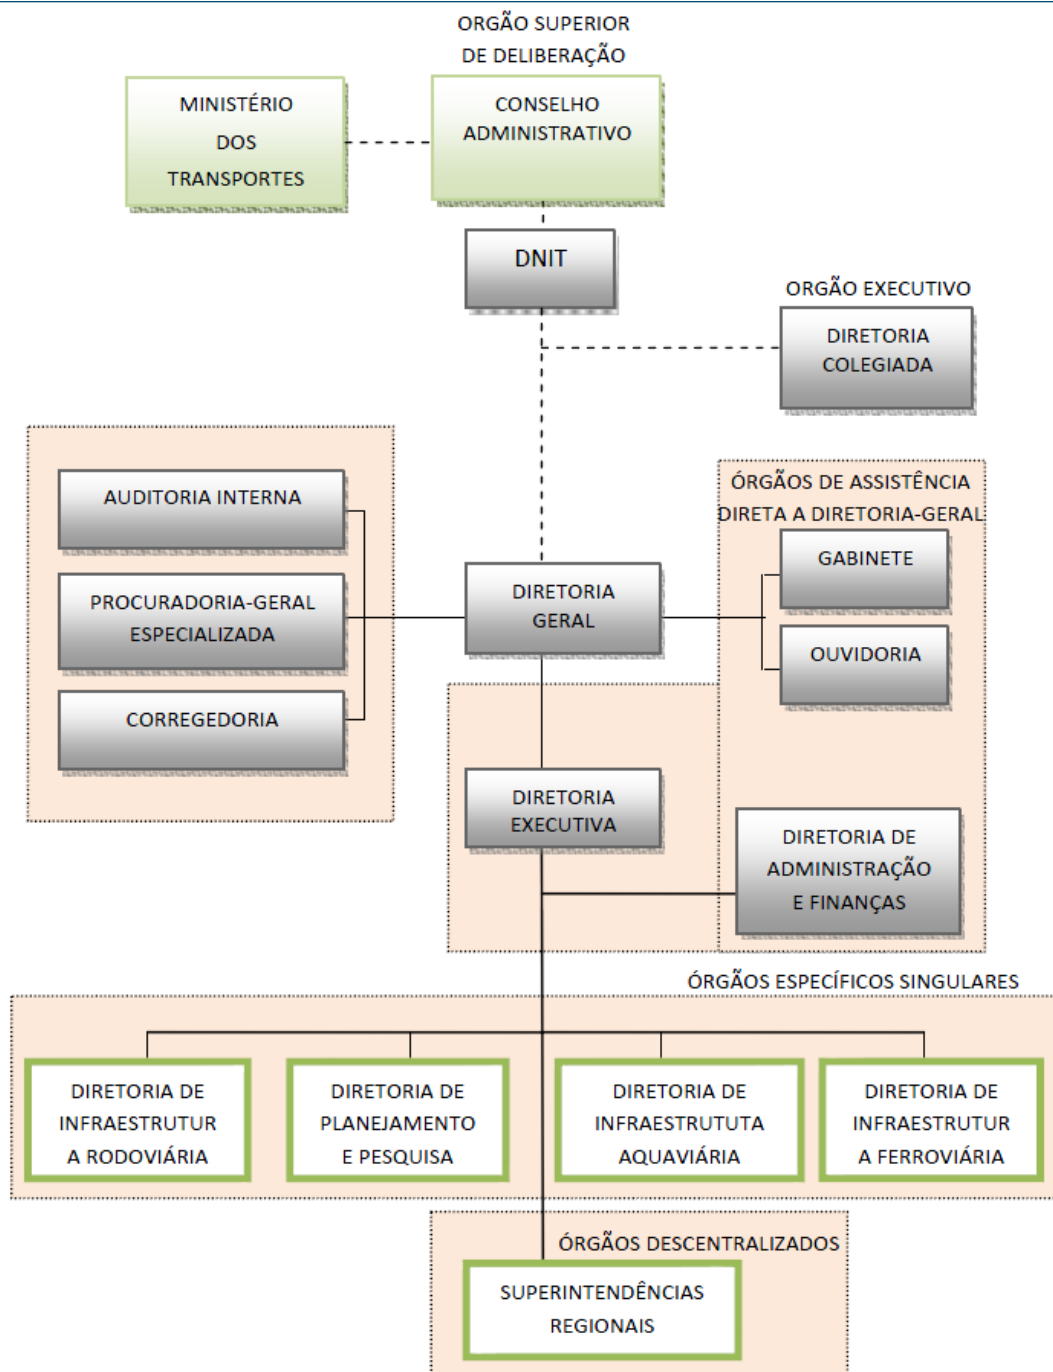 ORGÃO SUPERIOR
DE DELIBERAÇÃO
MINISTÉRIO
DOS
TRANSPORTES
CONSELHO
ADMINISTRATIVO
DNIT
ORGÃO EXECUTIVO
DIRETORIA
COLEGIADA
AUDITORIA INTERNA
PROCURADORIA-GERAL
ESPECIALIZADA
CORREGEDORIA
DIRETORIA
GERAL
ÓRGÃOS DE ASSISTÊNCIA
DIRETA A DIRETORIA-GERAL
GABINETE
OUVIDORIA
DIRETORIA
EXECUTIVA
DIRETORIA DE
ADMINISTRAÇÃO
E FINANÇAS
ÓRGÃOS ESPECÍFICOS SINGULARES
DIRETORIA DE
INFRAESTRUTUR
A RODOVIÁRIA
DIRETORIA DE
PLANEJAMENTO
E PESQUISA
DIRETORIA DE
INFRAESTRUTUTA
AQUAVIÁRIA
DIRETORIA DE
INFRAESTRUTUR
A FERROVIÁRIA
ÓRGÃOS DESCENTRALIZADOS
SUPERINTENDÊNCIAS
REGIONAIS